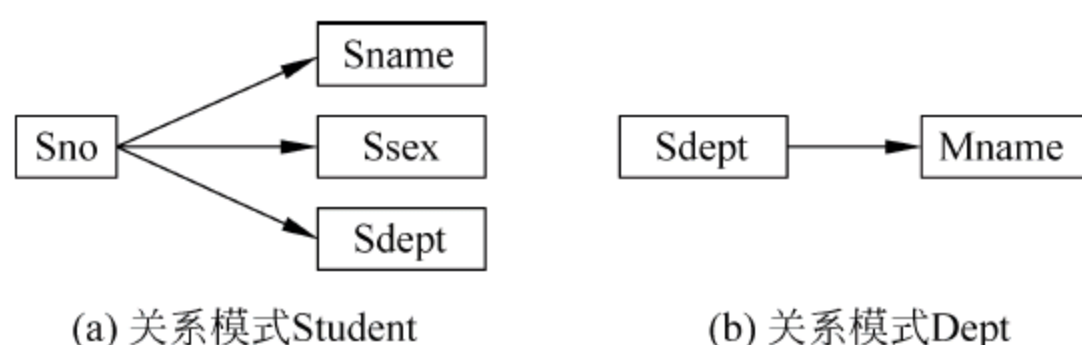 Sname
Sno
Ssex
Sdept
Mname
Sdept
(a) 关系模式Student
(b) 关系模式Dept